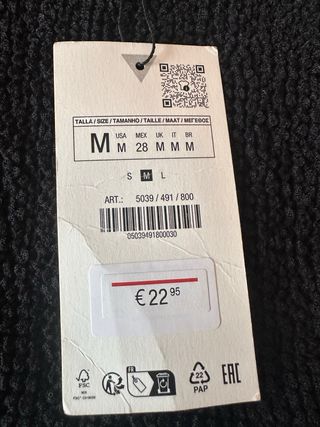 TALLA / SIZE / TAMANHO / TAILLE / MAAT / ΜΕΓΕΘΟΣ
USA MEX UK IT BR
M M 28 M M M
S M L
ART.: 5039 / 491 / 800
05039491800030
€ 22 95
FR
FSC
22
PAP
EAC